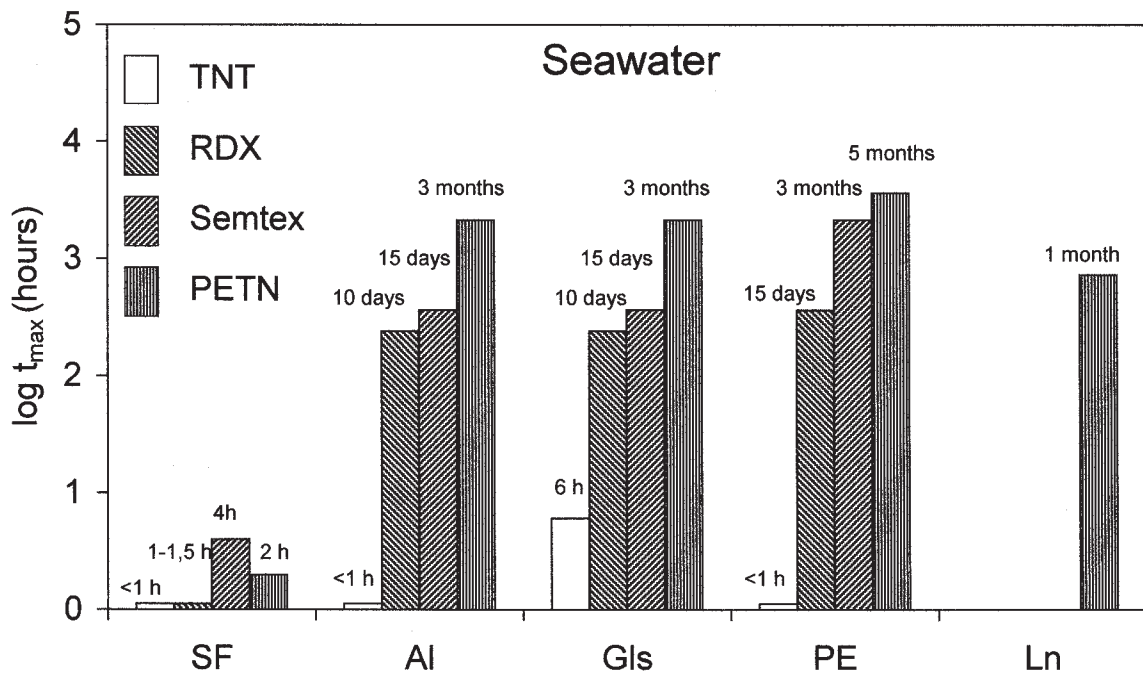 Seawater
TNT
RDX
Semtex
PETN
log t_max (hours)
5
4
3
2
1
0
<1 h
1-1,5 h
4h
2 h
<1 h
10 days
15 days
3 months
6 h
10 days
15 days
3 months
<1 h
15 days
3 months
5 months
1 month
SF
Al
Gls
PE
Ln